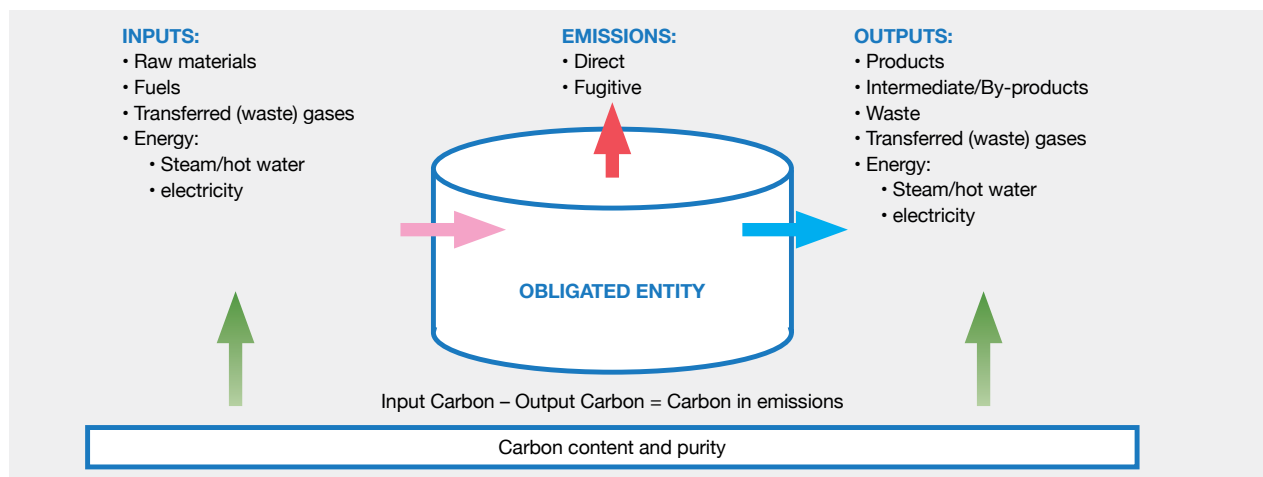 INPUTS:
• Raw materials
• Fuels
• Transferred (waste) gases
• Energy:
• Steam/hot water
• electricity
EMISSIONS:
• Direct
• Fugitive
OUTPUTS:
• Products
• Intermediate/By-products
• Waste
• Transferred (waste) gases
• Energy:
• Steam/hot water
• electricity
OBLIGATED ENTITY
Input Carbon – Output Carbon = Carbon in emissions
Carbon content and purity